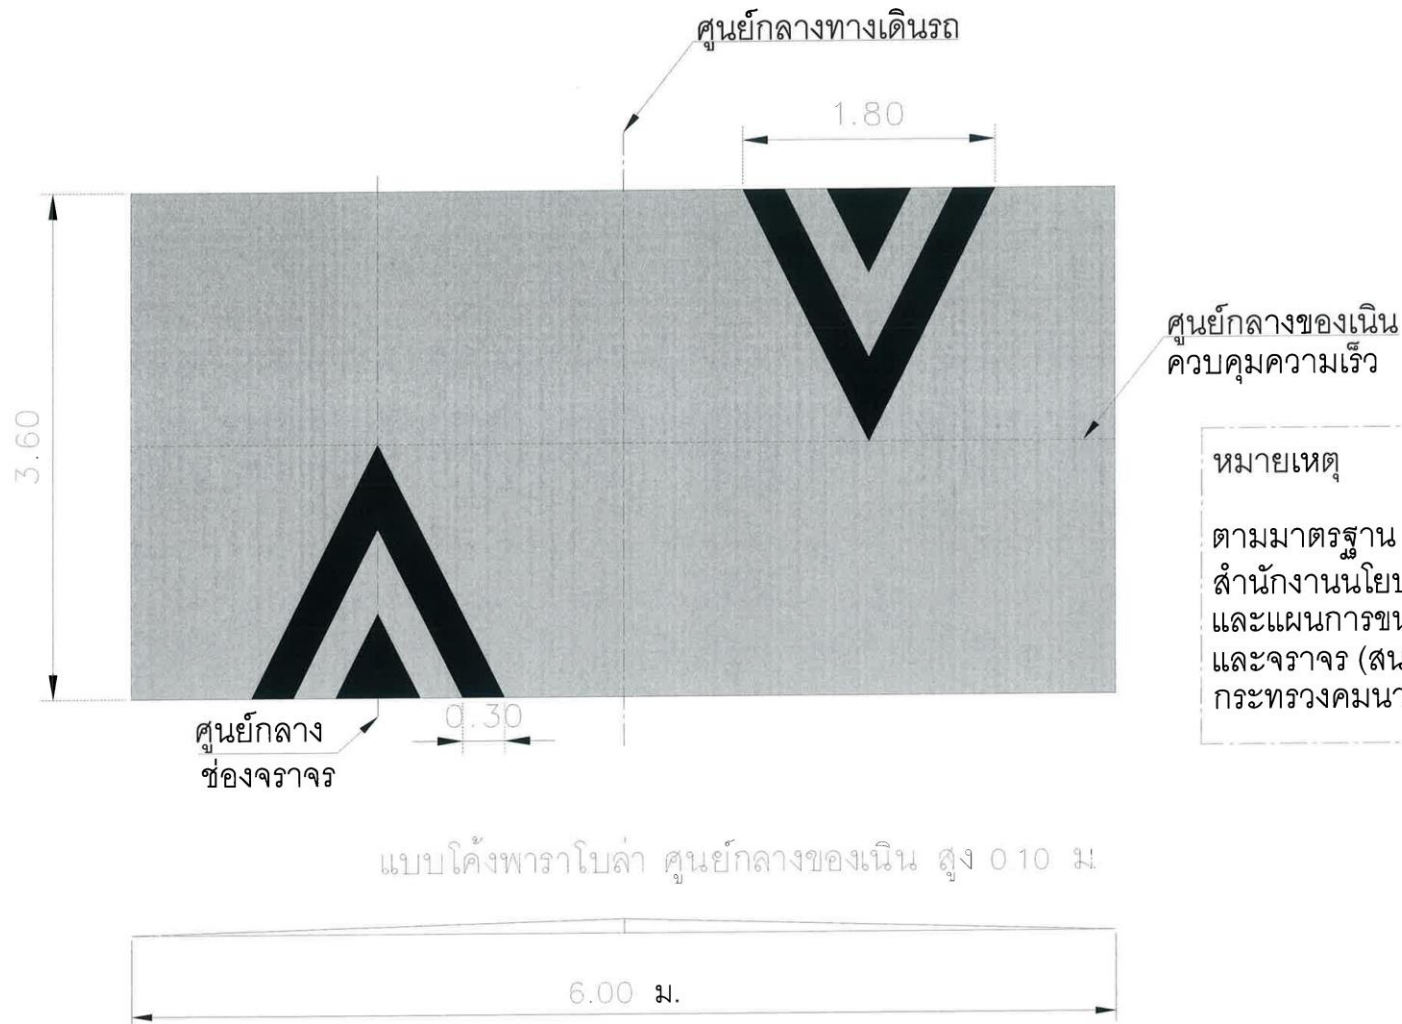 ศูนย์กลางทางเดินรถ
1.80
3.60
ศูนย์กลางของเนิน
ควบคุมความเร็ว
หมายเหตุ
ตามมาตรฐาน
สำนักงานนโยบ
และแผนการขน
และจราจร (สน
กระทรวงคมนา
0.30
ศูนย์กลาง
ช่องจราจร
แบบโค้งพาราโบล่า ศูนย์กลางของเนิน สูง 0.10 ม.
6.00 ม.